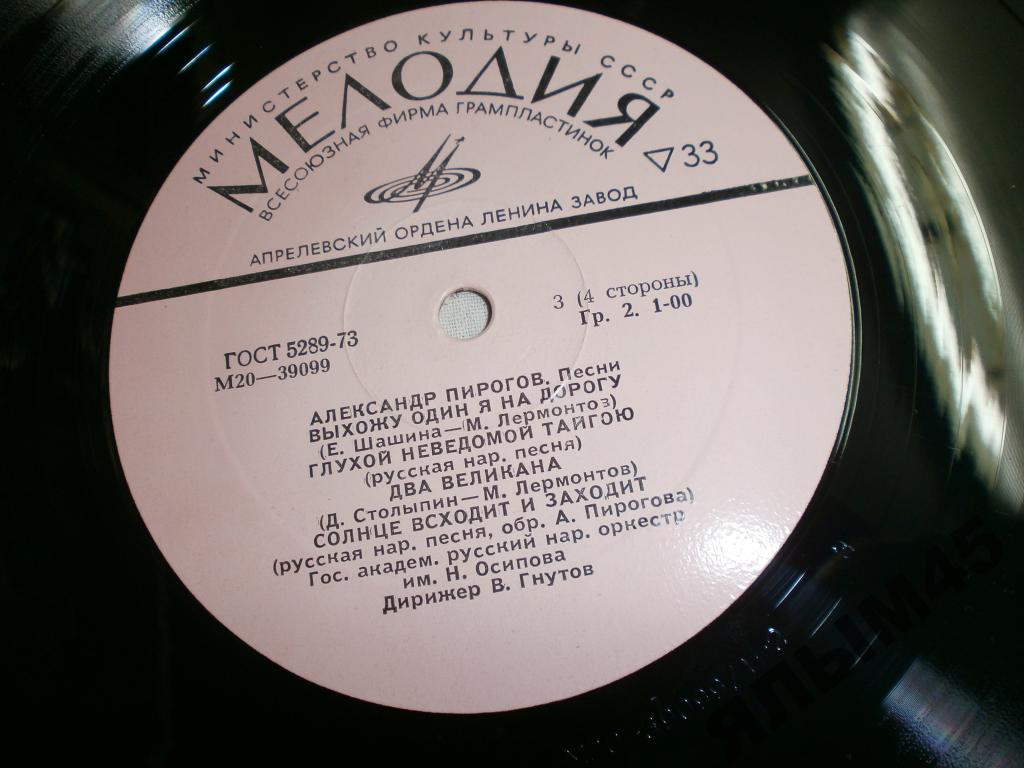 МИНИСТЕРСТВО КУЛЬТУРЫ СССР
МЕЛОДИЯ
ВСЕСОЮЗНАЯ ФИРМА ГРАМПЛАСТИНОК
33
АПРЕЛЕВСКИЙ ОРДЕНА ЛЕНИНА ЗАВОД
3 (4 стороны)
Гр. 2. 1-00
ГОСТ 5289-73
М20—39099
АЛЕКСАНДР ПИРОГОВ. Песни
ВЫХОЖУ ОДИН Я НА ДОРОГУ
(Е. Шашина—М. Лермонтов)
ГЛУХОЙ НЕВЕДОМОЙ ТАЙГОЮ
(русская нар. песня)
ДВА ВЕЛИКАНА
(Д. Столыпин—М. Лермонтов)
СОЛНЦЕ ВСХОДИТ И ЗАХОДИТ
(русская нар. песня, обр. А. Пирогова)
Гос. академ. русский нар. оркестр
им. Н. Осипова
Дирижер В. Гнутов
ЯЛЫМ45